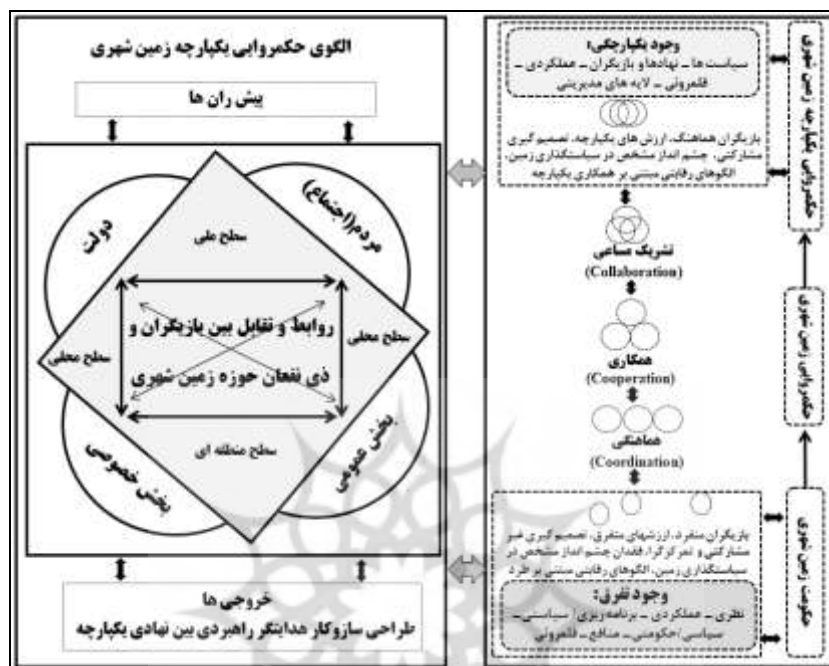 الگوی حکمروایی یکپارچه زمین شهری
پیش ران ها
دولت
مردم(اجتماع)
سطح ملی
سطح محلی
روابط و تقابل بین بازیگران و
ذی نفعان حوزه زمین شهری
سطح محلی
سطح منطقه ای
بخش خصوصی
بخش عمومی
خروجی ها
طراحی سازوکار هدایتگر راهبردی بین نهادی یکپارچه
وجود یکپارچگی:
سیاست ها _ نهادها و بازیگران _ عملکردی _
قلمروئی _ لایه های مدیریتی
بازیگران هماهنگ، ارزش های یکپارچه، تصمیم گیری
مشارکتی، چشم انداز مشخص در سیاستگذاری زمین،
الگوهای رقابتی مبتنی بر همکاری یکپارچه
تشریک مساعی
(Collaboration)
همکاری
(Cooperation)
هماهنگی
(Coordination)
بازیگران منفرد، ارزشهای متفرق، تصمیم گیری غیر
مشارکتی و تمرکزگرا، فقدان چشم انداز مشخص در
سیاستگذاری زمین، الگوهای رقابتی مبتنی بر طرد
وجود تفرق:
نظری _ عملکردی _ برنامه ریزی/ سیاستی _
سیاسی/حکومتی _ منافع _ قلمروئی
حکمروایی یکپارچه زمین شهری
حکمروایی زمین شهری
حکومت زمین شهری